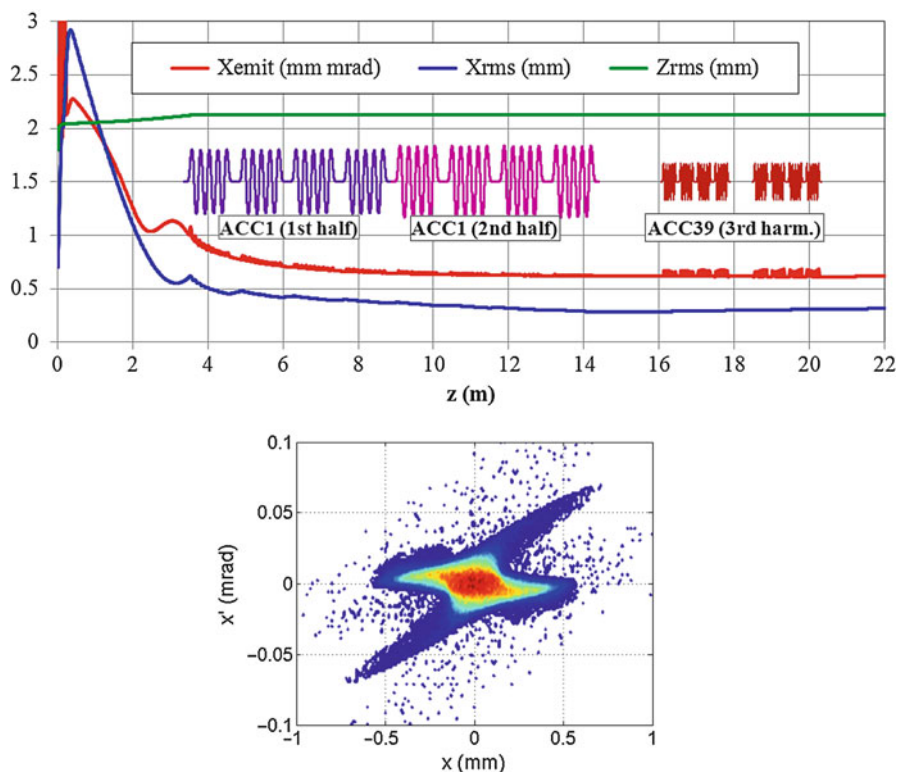 3
2.5
2
1.5
1
0.5
0
Xemit (mm mrad) Xrms (mm) Zrms (mm)
ACC1 (1st half) ACC1 (2nd half) ACC39 (3rd harm.)
0 2 4 6 8 10 12 14 16 18 20 22
z (m)
0.1
0.05
0
−0.05
−0.1
x' (mrad)
−1 −0.5 0 0.5 1
x (mm)